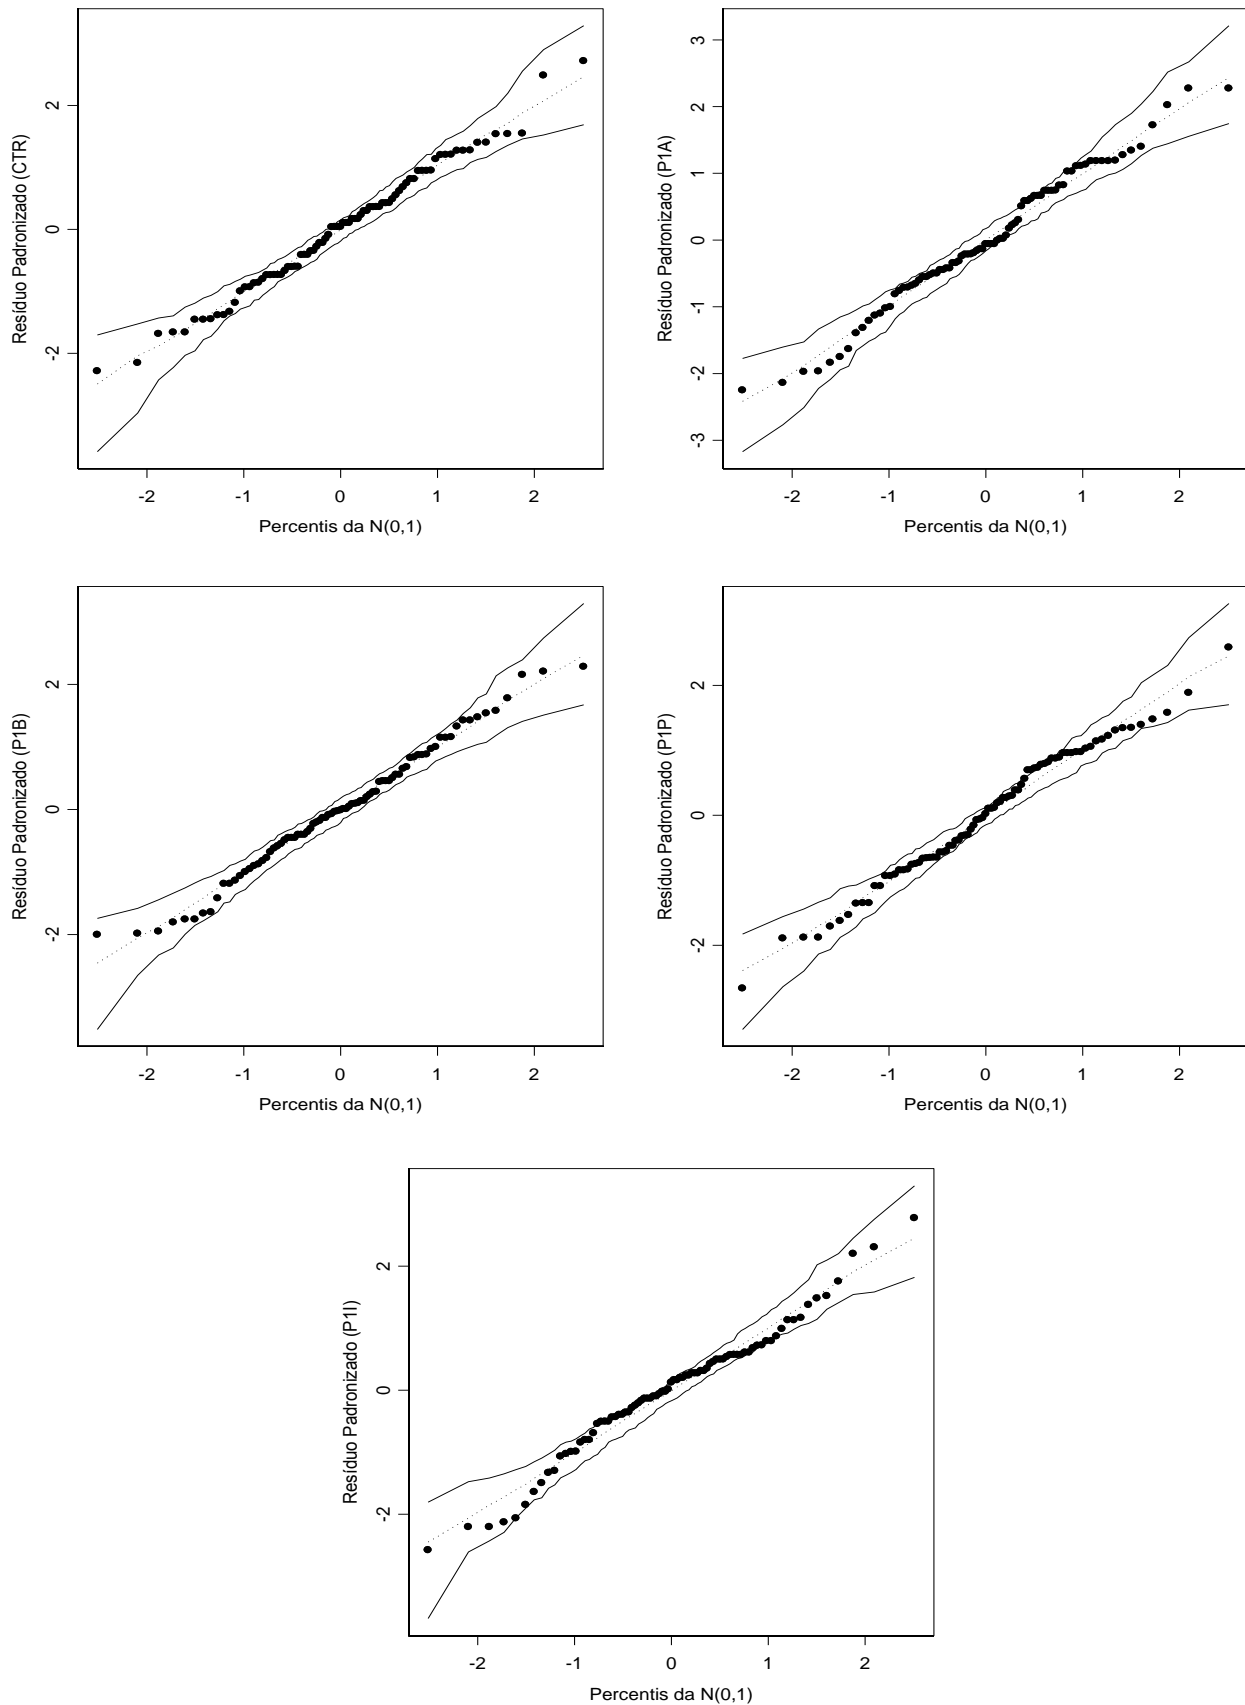 Resíduo Padronizado (CTR)
2
0
-2
-2 -1 0 1 2
Percentis da N(0,1)
Resíduo Padronizado (P1A)
3
2
1
0
-1
-2
-3
-2 -1 0 1 2
Percentis da N(0,1)
Resíduo Padronizado (P1B)
2
0
-2
-2 -1 0 1 2
Percentis da N(0,1)
Resíduo Padronizado (P1P)
2
0
-2
-2 -1 0 1 2
Percentis da N(0,1)
Resíduo Padronizado (P1I)
2
0
-2
-2 -1 0 1 2
Percentis da N(0,1)